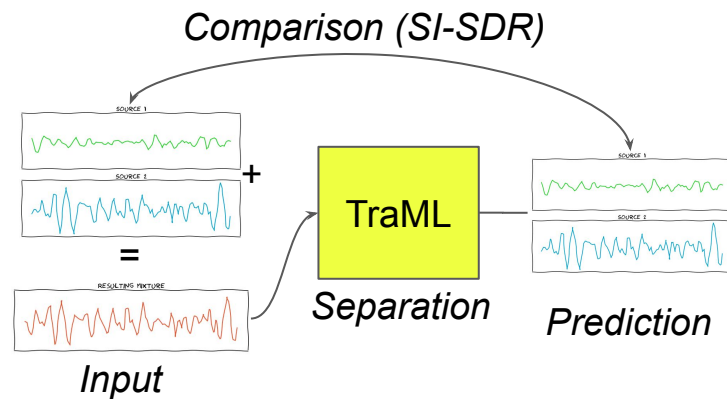 Comparison (SI-SDR)
SOURCE 1
+
SOURCE 2
=
RESULTING MIXTURE
Input
TraML
Separation
SOURCE 1
SOURCE 2
Prediction